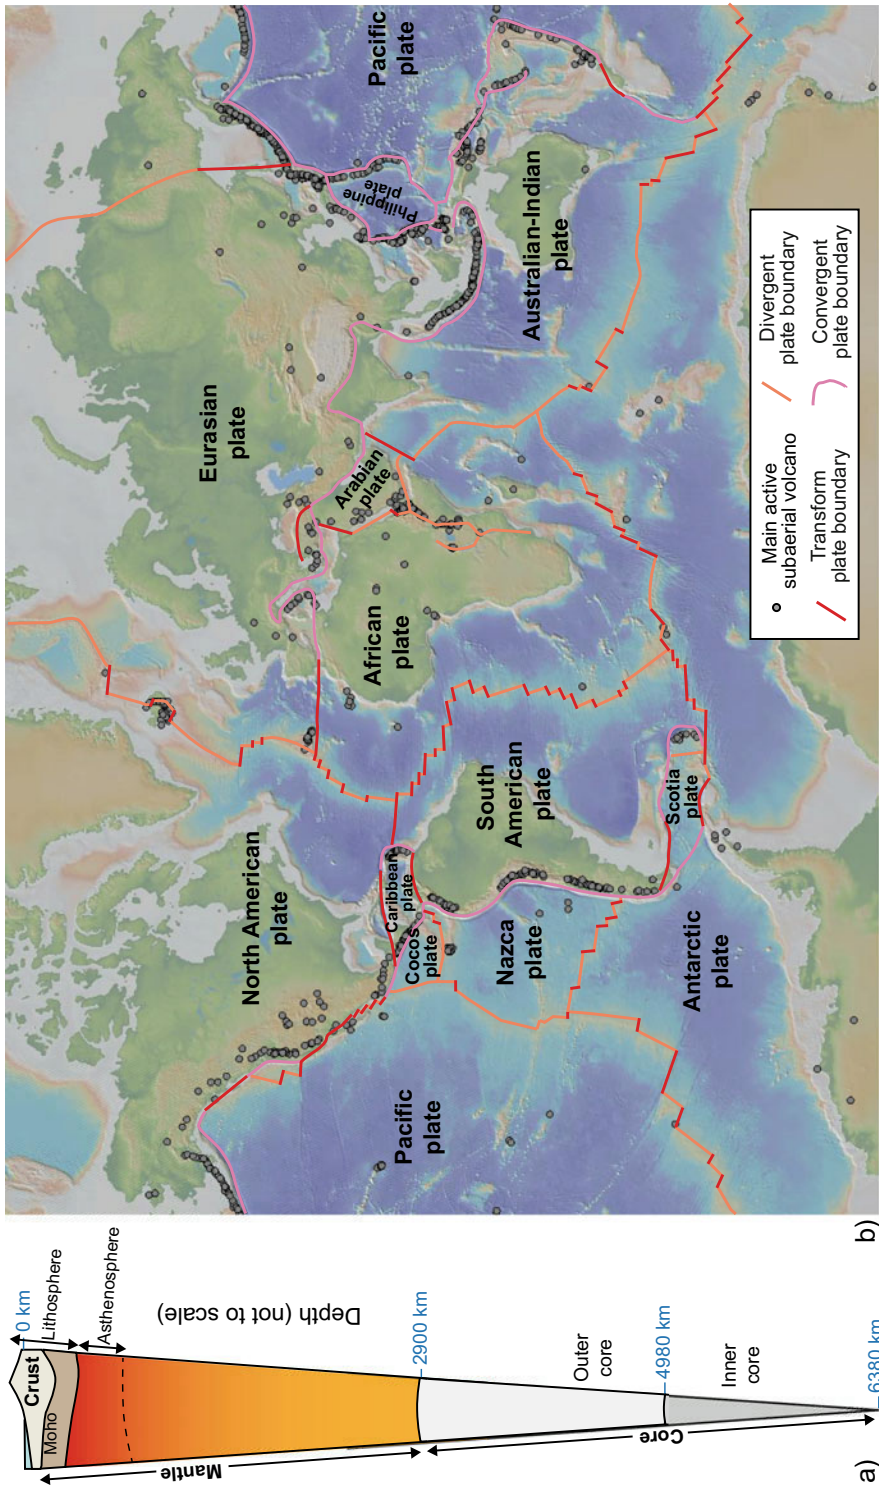 a)
Crust
Moho
Mantle
Core
0 km
Lithosphere
Asthenosphere
Depth (not to scale)
2900 km
Outer
core
4980 km
Inner
core
6380 km
b)
Pacific
plate
North American
plate
Cocos
plate
Caribbean
plate
Nazca
plate
South
American
plate
Antarctic
plate
Scotia
plate
African
plate
Eurasian
plate
Arabian
plate
Australian-Indian
plate
Philippine
plate
Pacific
plate
Main active
subaerial volcano
Divergent
plate boundary
Transform
plate boundary
Convergent
plate boundary